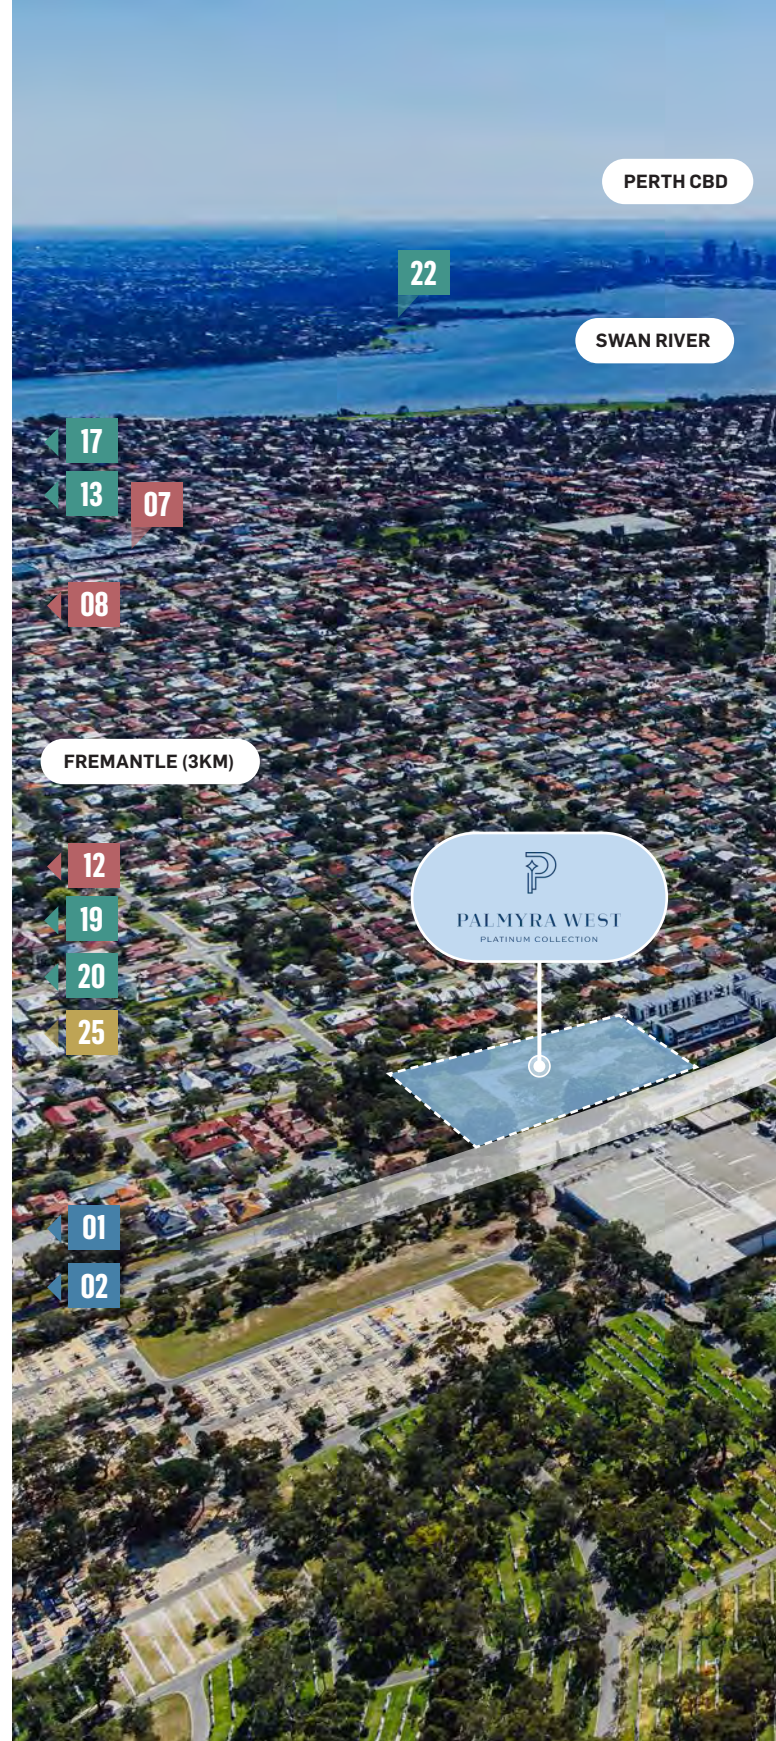 PERTH CBD
22
SWAN RIVER
17
13
07
08
FREMANTLE (3KM)
12
P
PALMYRA WEST
PLATINUM COLLECTION
19
20
25
01
02